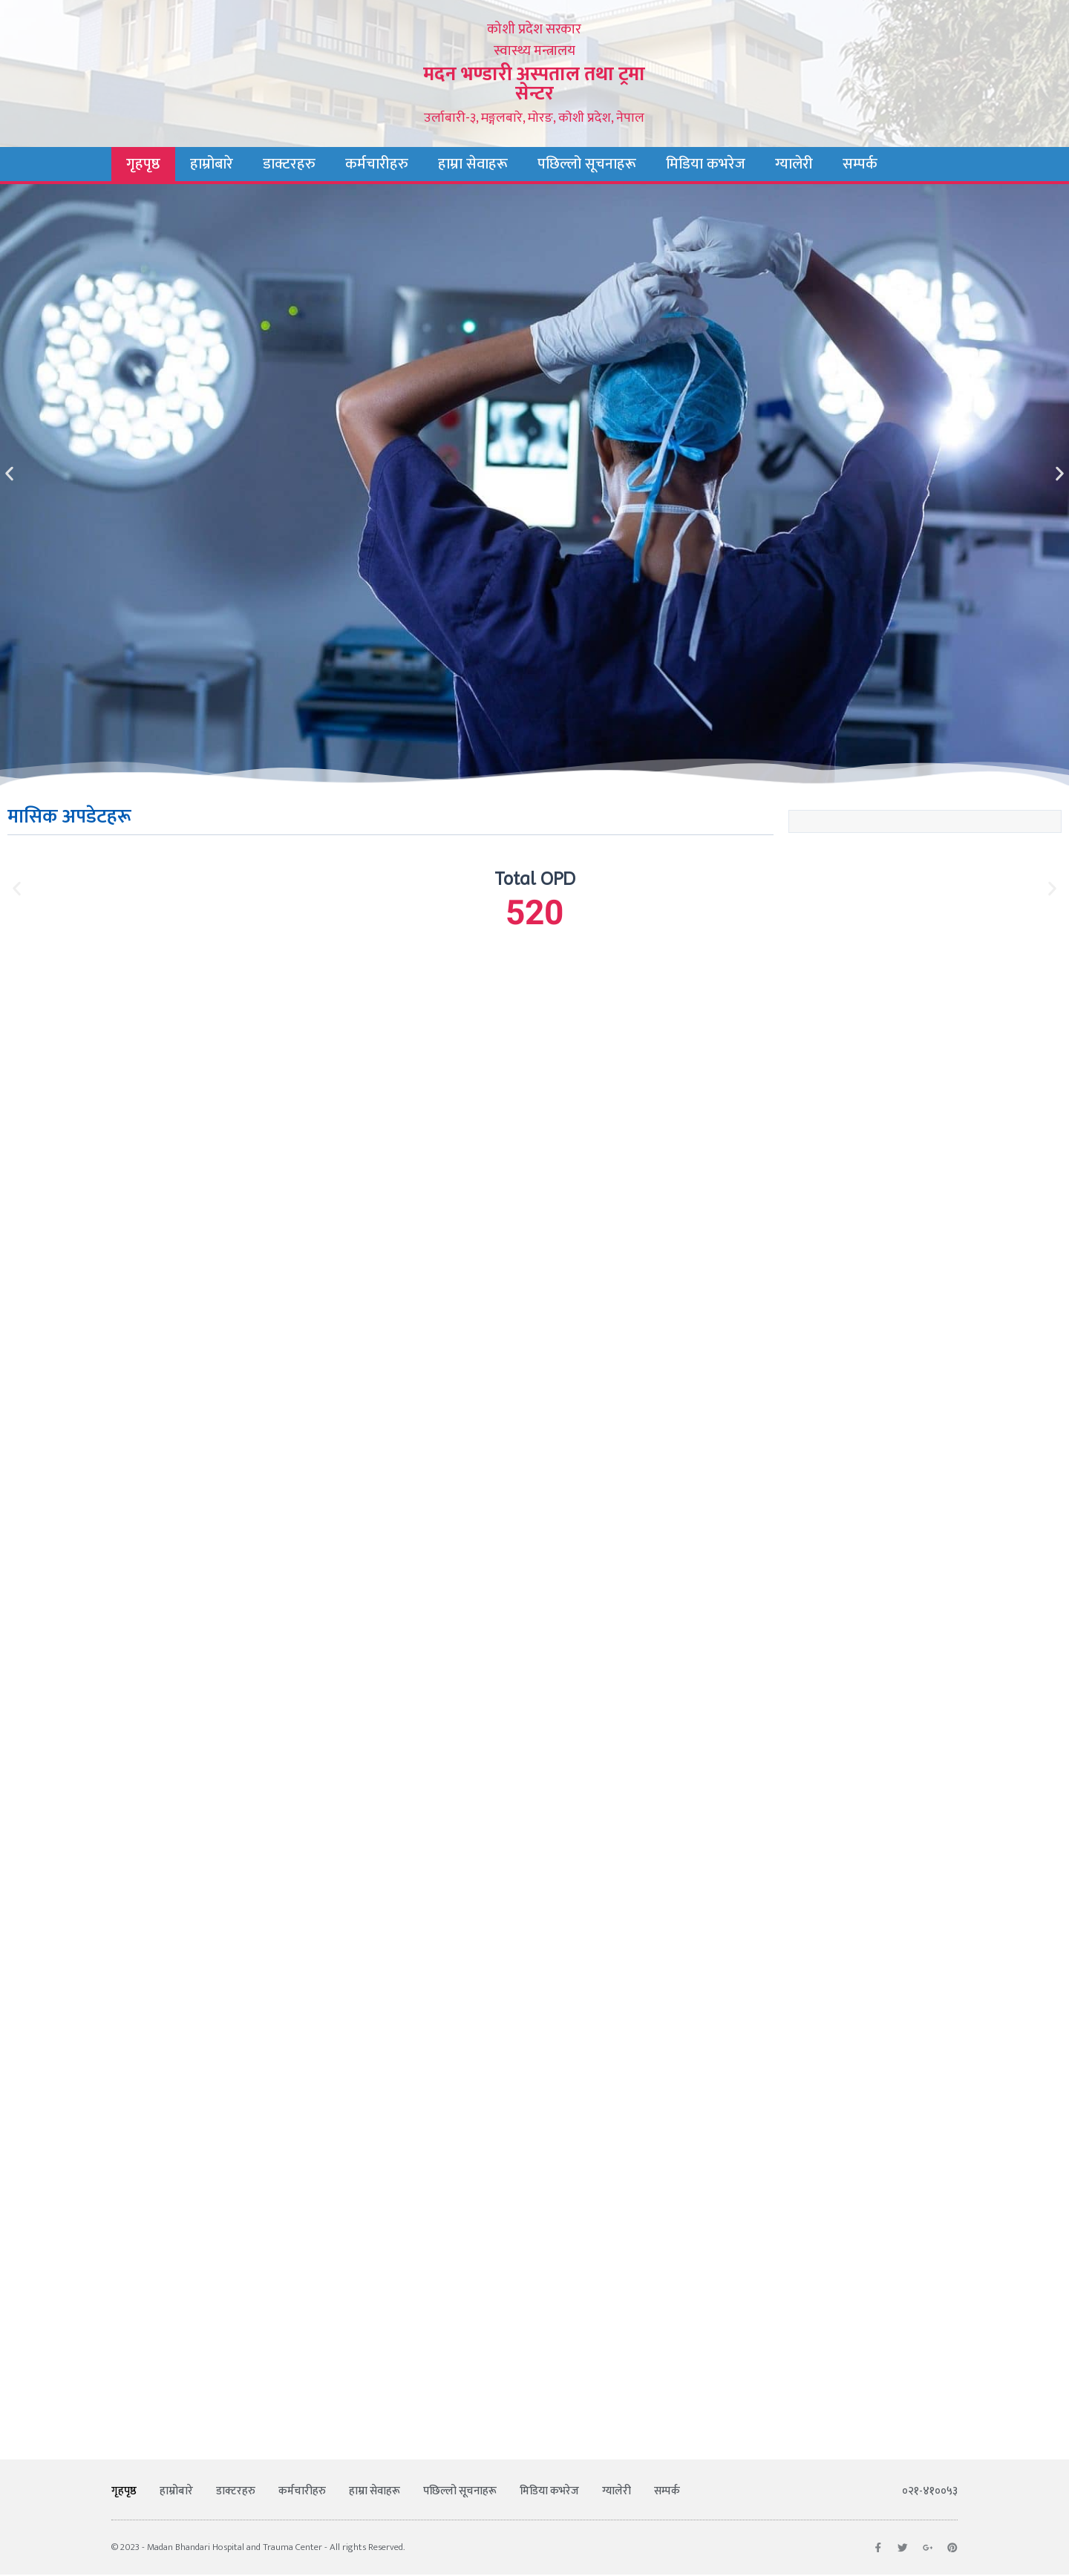 कोशी प्रदेश सरकार
स्वास्थ्य मन्त्रालय
मदन भण्डारी अस्पताल तथा ट्रमा
सेन्टर
उर्लाबारी-३, मङ्गलबारे, मोरङ, कोशी प्रदेश, नेपाल
गृहपृष्ठ हाम्रोबारे डाक्टरहरु कर्मचारीहरु हाम्रा सेवाहरू पछिल्लो सूचनाहरू मिडिया कभरेज ग्यालेरी सम्पर्क
मासिक अपडेटहरू
Total OPD
520
गृहपृष्ठ हाम्रोबारे डाक्टरहरु कर्मचारीहरु हाम्रा सेवाहरू पछिल्लो सूचनाहरू मिडिया कभरेज ग्यालेरी सम्पर्क ०२१-४१००५३
© 2023 - Madan Bhandari Hospital and Trauma Center - All rights Reserved.